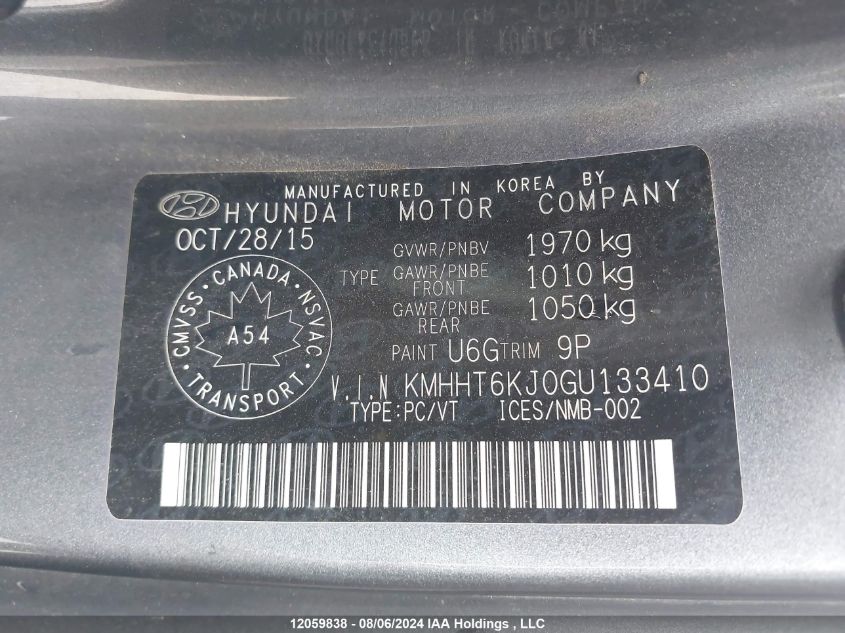 MANUFACTURED IN KOREA BY
HYUNDAI MOTOR COMPANY
OCT/28/15
GVWR/PNBV 1970 kg
TYPE GAWR/PNBE FRONT 1010 kg
GAWR/PNBE REAR 1050 kg
PAINT U6G TRIM 9P
CMVSS · CANADA · NSVAC
A54
· TRANSPORT ·
V.I.N KMHHT6KJ0GU133410
TYPE:PC/VT ICES/NMB-002
12059838 - 08/06/2024 IAA Holdings , LLC